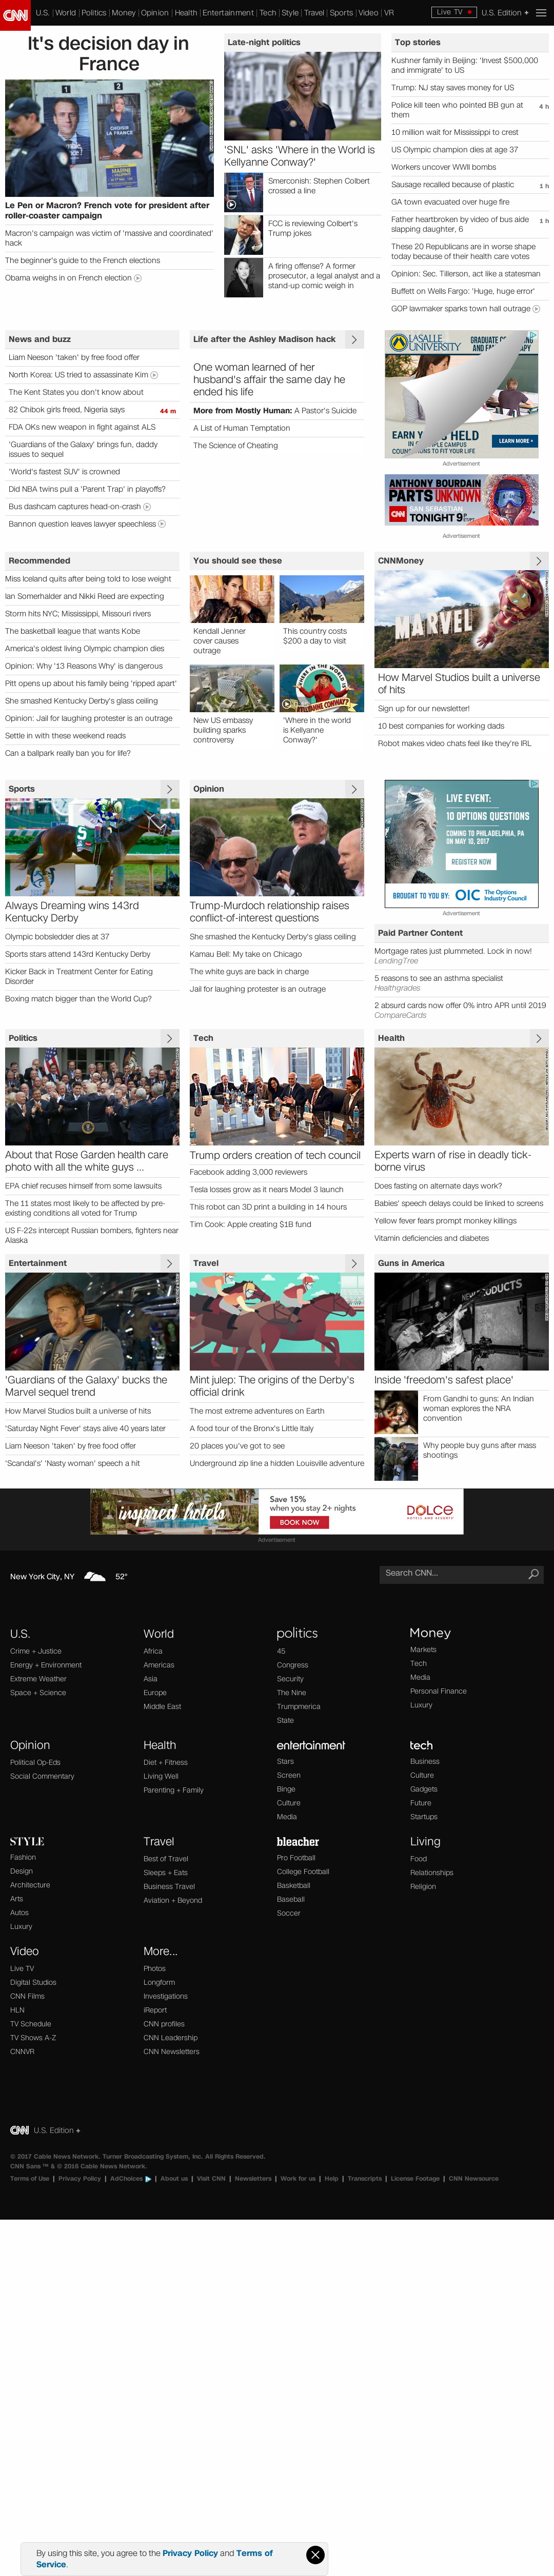 CNN U.S. World Politics Money Opinion Health Entertainment Tech Style Travel Sports Video VR Live TV U.S. Edition +
It's decision day in
France
Le Pen or Macron? French vote for president after
roller-coaster campaign
Macron's campaign was victim of 'massive and coordinated'
hack
The beginner's guide to the French elections
Obama weighs in on French election
Late-night politics
'SNL' asks 'Where in the World is
Kellyanne Conway?'
Smerconish: Stephen Colbert
crossed a line
FCC is reviewing Colbert's
Trump jokes
A firing offense? A former
prosecutor, a legal analyst and a
stand-up comic weigh in
Top stories
Kushner family in Beijing: 'Invest $500,000
and immigrate' to US
Trump: NJ stay saves money for US
Police kill teen who pointed BB gun at
them
4 h
10 million wait for Mississippi to crest
US Olympic champion dies at age 37
Workers uncover WWII bombs
Sausage recalled because of plastic
1 h
GA town evacuated over huge fire
Father heartbroken by video of bus aide
slapping daughter, 6
1 h
These 20 Republicans are in worse shape
today because of their health care votes
Opinion: Sec. Tillerson, act like a statesman
Buffett on Wells Fargo: 'Huge, huge error'
GOP lawmaker sparks town hall outrage
News and buzz
Liam Neeson 'taken' by free food offer
North Korea: US tried to assassinate Kim
The Kent States you don't know about
82 Chibok girls freed, Nigeria says
44 m
FDA OKs new weapon in fight against ALS
'Guardians of the Galaxy' brings fun, daddy
issues to sequel
'World's fastest SUV' is crowned
Did NBA twins pull a 'Parent Trap' in playoffs?
Bus dashcam captures head-on-crash
Bannon question leaves lawyer speechless
Life after the Ashley Madison hack
One woman learned of her
husband's affair the same day he
ended his life
More from Mostly Human: A Pastor's Suicide
A List of Human Temptation
The Science of Cheating
LASALLE
UNIVERSITY
LEARN MORE
Advertisement
ANTHONY BOURDAIN
PARTS UNKNOWN
SAN SEBASTIAN
CNN TONIGHT 9
Advertisement
Recommended
Miss Iceland quits after being told to lose weight
Ian Somerhalder and Nikki Reed are expecting
Storm hits NYC; Mississippi, Missouri rivers
The basketball league that wants Kobe
America's oldest living Olympic champion dies
Opinion: Why '13 Reasons Why' is dangerous
Pitt opens up about his family being 'ripped apart'
She smashed Kentucky Derby's glass ceiling
Opinion: Jail for laughing protester is an outrage
Settle in with these weekend reads
Can a ballpark really ban you for life?
You should see these
Kendall Jenner
cover causes
outrage
This country costs
$200 a day to visit
New US embassy
building sparks
controversy
'Where in the world
is Kellyanne
Conway?'
CNNMoney
MARVEL
How Marvel Studios built a universe
of hits
Sign up for our newsletter!
10 best companies for working dads
Robot makes video chats feel like they're IRL
Sports
Always Dreaming wins 143rd
Kentucky Derby
Olympic bobsledder dies at 37
Sports stars attend 143rd Kentucky Derby
Kicker Back in Treatment Center for Eating
Disorder
Boxing match bigger than the World Cup?
Opinion
Trump-Murdoch relationship raises
conflict-of-interest questions
She smashed the Kentucky Derby's glass ceiling
Kamau Bell: My take on Chicago
The white guys are back in charge
Jail for laughing protester is an outrage
LIVE EVENT:
10 OPTIONS QUESTIONS
COMING TO PHILADELPHIA, PA
ON MAY 10, 2017
REGISTER NOW
BROUGHT TO YOU BY: OIC The Options
Industry Council
Advertisement
Paid Partner Content
Mortgage rates just plummeted. Lock in now!
LendingTree
5 reasons to see an asthma specialist
Healthgrades
2 absurd cards now offer 0% intro APR until 2019
CompareCards
Politics
About that Rose Garden health care
photo with all the white guys ...
EPA chief recuses himself from some lawsuits
The 11 states most likely to be affected by pre-
existing conditions all voted for Trump
US F-22s intercept Russian bombers, fighters near
Alaska
Tech
Trump orders creation of tech council
Facebook adding 3,000 reviewers
Tesla losses grow as it nears Model 3 launch
This robot can 3D print a building in 14 hours
Tim Cook: Apple creating $1B fund
Health
Experts warn of rise in deadly tick-
borne virus
Does fasting on alternate days work?
Babies' speech delays could be linked to screens
Yellow fever fears prompt monkey killings
Vitamin deficiencies and diabetes
Entertainment
'Guardians of the Galaxy' bucks the
Marvel sequel trend
How Marvel Studios built a universe of hits
'Saturday Night Fever' stays alive 40 years later
Liam Neeson 'taken' by free food offer
'Scandal's' 'Nasty woman' speech a hit
Travel
Mint julep: The origins of the Derby's
official drink
The most extreme adventures on Earth
A food tour of the Bronx's Little Italy
20 places you've got to see
Underground zip line a hidden Louisville adventure
Guns in America
Inside 'freedom's safest place'
From Gandhi to guns: An Indian
woman explores the NRA
convention
Why people buy guns after mass
shootings
inspired hotels
Save 15%
when you stay 2+ nights
BOOK NOW
DOLCE
HOTELS AND RESORTS
Advertisement
New York City, NY 52°
Search CNN...
U.S.
Crime + Justice
Energy + Environment
Extreme Weather
Space + Science
World
Africa
Americas
Asia
Europe
Middle East
politics
45
Congress
Security
The Nine
Trumpmerica
State
Money
Markets
Tech
Media
Personal Finance
Luxury
Opinion
Political Op-Eds
Social Commentary
Health
Diet + Fitness
Living Well
Parenting + Family
entertainment
Stars
Screen
Binge
Culture
Media
tech
Business
Culture
Gadgets
Future
Startups
STYLE
Fashion
Design
Architecture
Arts
Autos
Luxury
Travel
Best of Travel
Sleeps + Eats
Business Travel
Aviation + Beyond
bleacher
Pro Football
College Football
Basketball
Baseball
Soccer
Living
Food
Relationships
Religion
Video
Live TV
Digital Studios
CNN Films
HLN
TV Schedule
TV Shows A-Z
CNNVR
More...
Photos
Longform
Investigations
iReport
CNN profiles
CNN Leadership
CNN Newsletters
CNN U.S. Edition +
© 2017 Cable News Network. Turner Broadcasting System, Inc. All Rights Reserved.
CNN Sans ™ & © 2016 Cable News Network.
Terms of Use | Privacy Policy | AdChoices | About us | Visit CNN | Newsletters | Work for us | Help | Transcripts | License Footage | CNN Newsource
By using this site, you agree to the Privacy Policy and Terms of
Service.